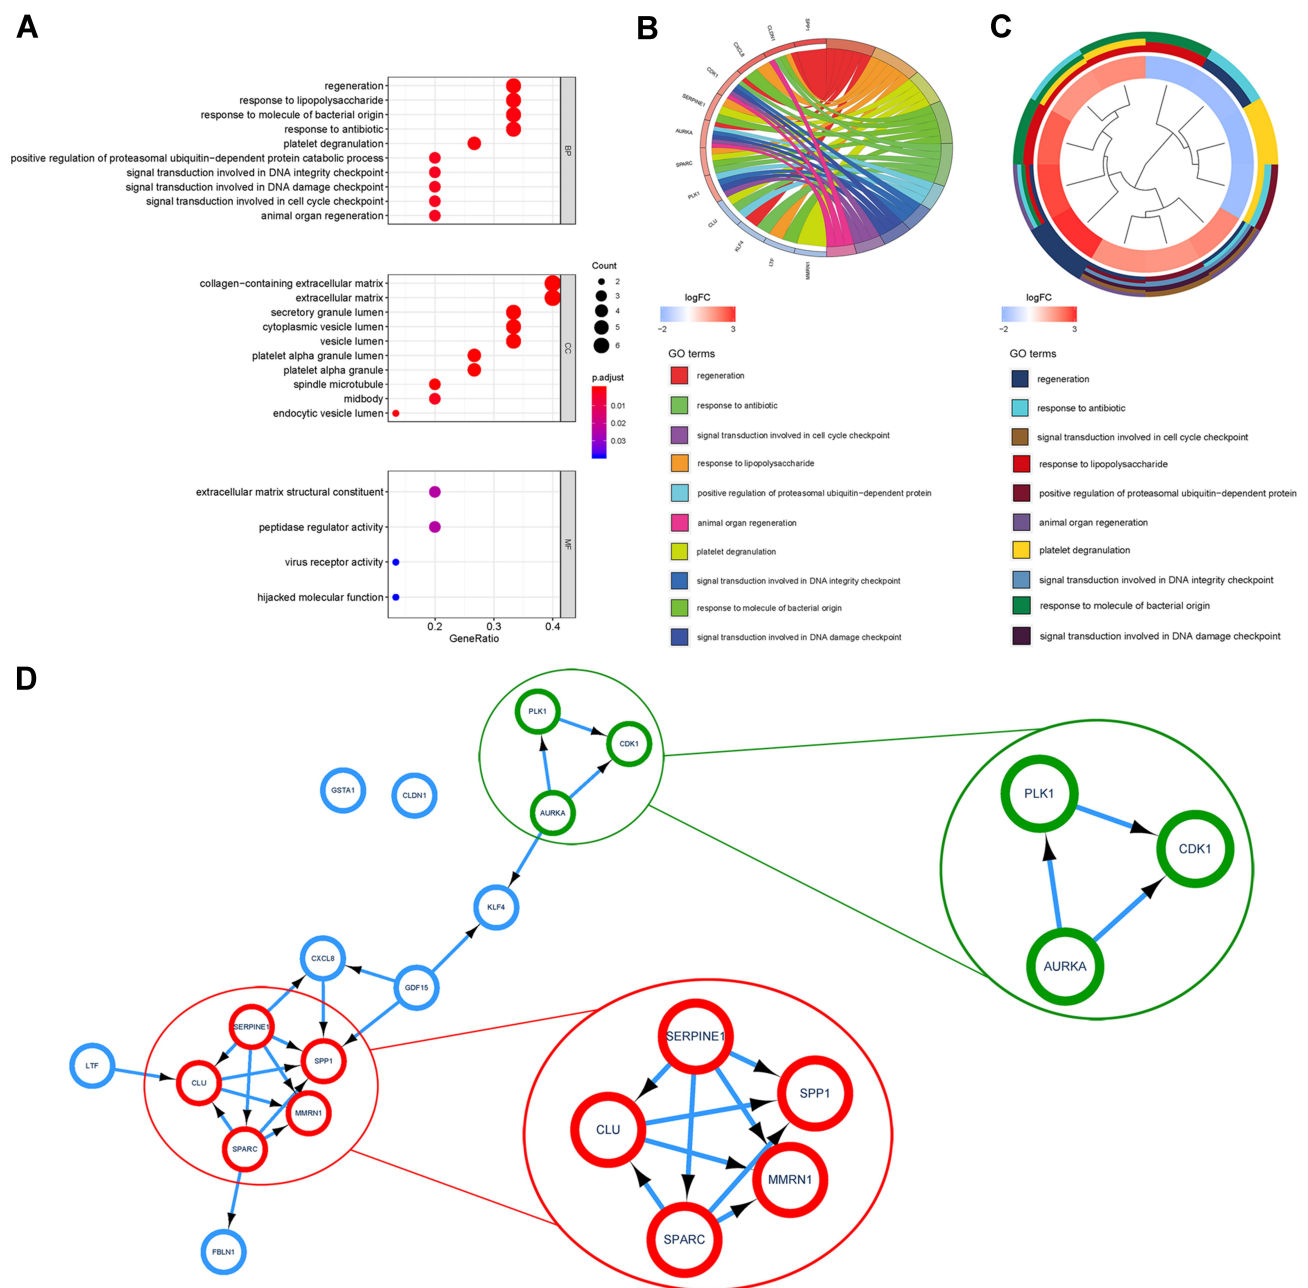 A
regeneration
response to lipopolysaccharide
response to molecule of bacterial origin
response to antibiotic
platelet degranulation
positive regulation of proteasomal ubiquitin−dependent protein catabolic process
signal transduction involved in DNA integrity checkpoint
signal transduction involved in DNA damage checkpoint
signal transduction involved in cell cycle checkpoint
animal organ regeneration
BP
collagen−containing extracellular matrix
extracellular matrix
secretory granule lumen
cytoplasmic vesicle lumen
vesicle lumen
platelet alpha granule lumen
platelet alpha granule
spindle microtubule
midbody
endocytic vesicle lumen
CC
extracellular matrix structural constituent
peptidase regulator activity
virus receptor activity
hijacked molecular function
MF
0.2
0.3
0.4
GeneRatio
Count
2
3
4
5
6
p.adjust
0.01
0.02
0.03
B
SPP1
CLDN1
CXCL8
CDK1
SERPINE1
AURKA
SPARC
PLK1
CLU
KLF4
LTF
MMRN1
logFC
−2
3
GO terms
regeneration
response to antibiotic
signal transduction involved in cell cycle checkpoint
response to lipopolysaccharide
positive regulation of proteasomal ubiquitin−dependent protein
animal organ regeneration
platelet degranulation
signal transduction involved in DNA integrity checkpoint
response to molecule of bacterial origin
signal transduction involved in DNA damage checkpoint
C
logFC
−2
3
GO terms
regeneration
response to antibiotic
signal transduction involved in cell cycle checkpoint
response to lipopolysaccharide
positive regulation of proteasomal ubiquitin−dependent protein
animal organ regeneration
platelet degranulation
signal transduction involved in DNA integrity checkpoint
response to molecule of bacterial origin
signal transduction involved in DNA damage checkpoint
D
PLK1
CDK1
AURKA
GSTA1
CLDN1
KLF4
CXCL8
GDF15
SERPINE1
SPP1
LTF
CLU
MMRN1
SPARC
FBLN1
PLK1
CDK1
AURKA
SERPINE1
SPP1
CLU
MMRN1
SPARC